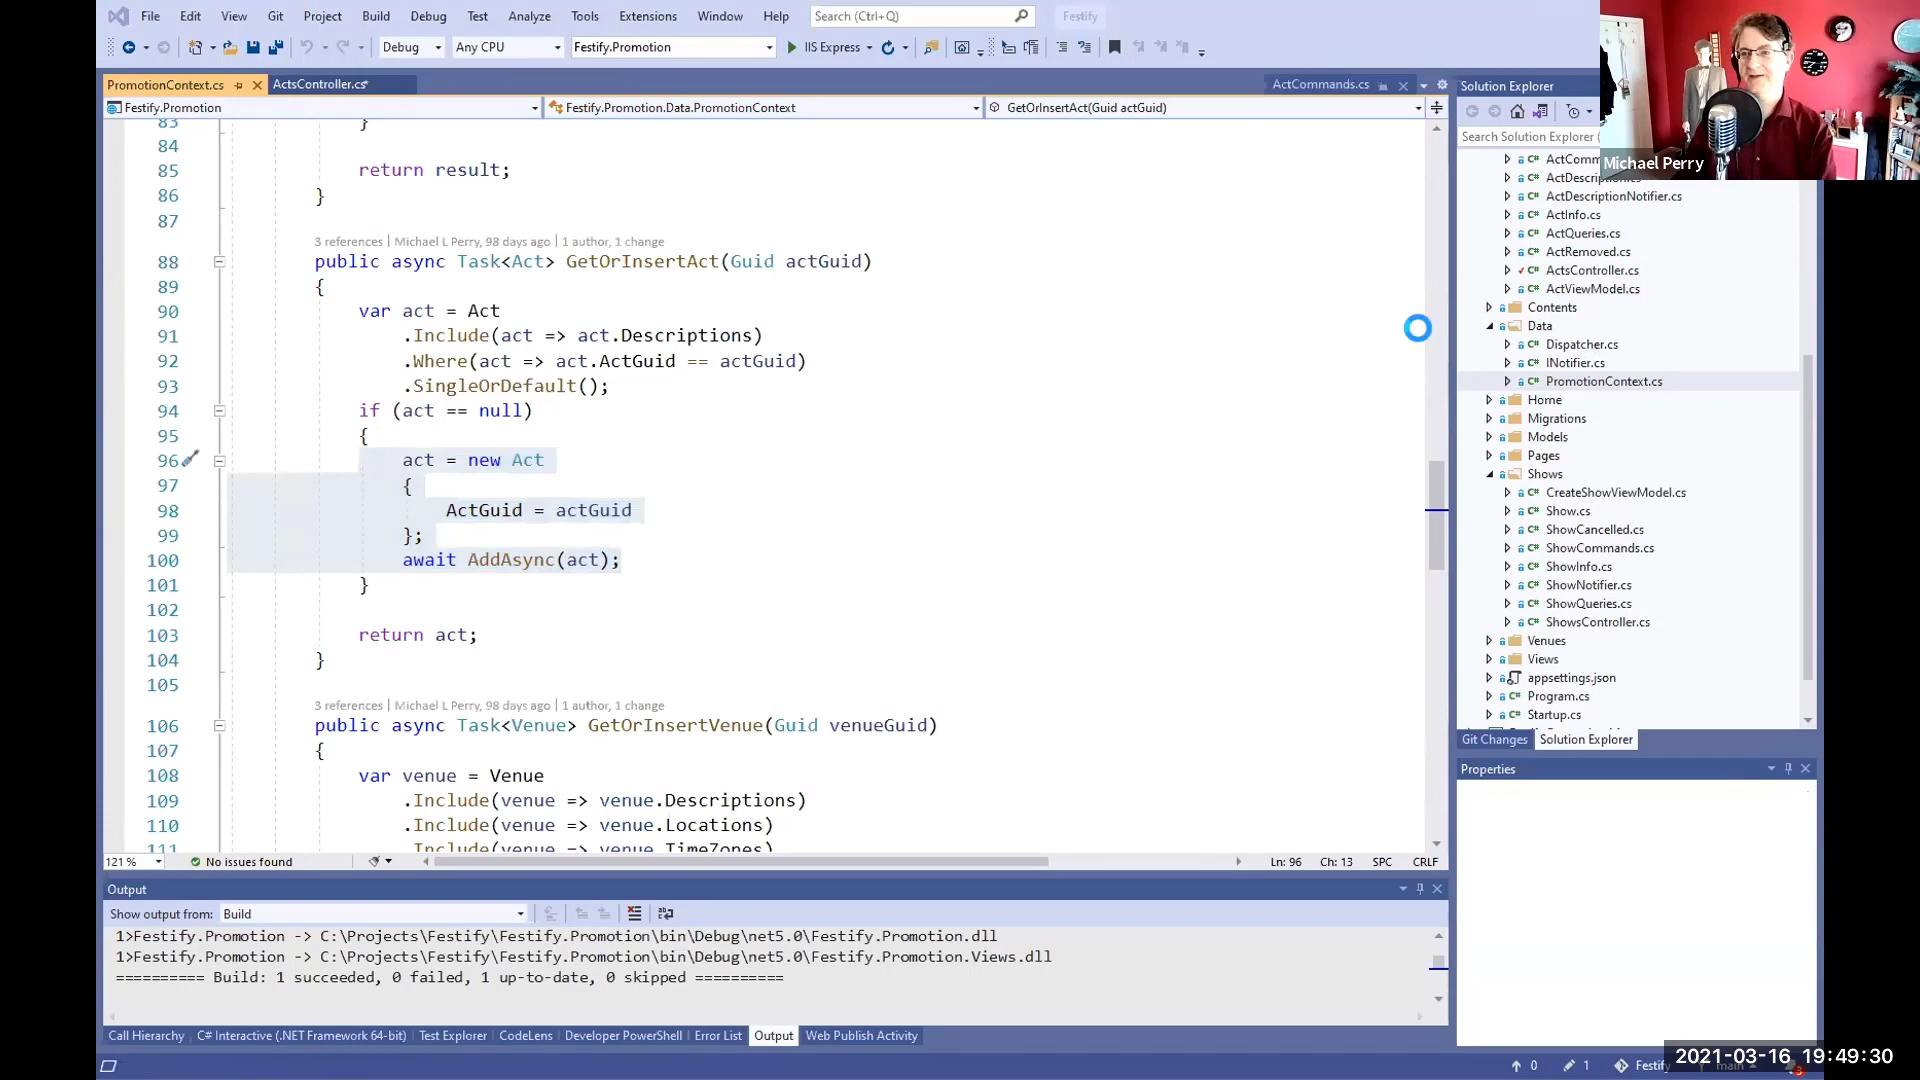 File Edit View Git Project Build Debug Test Analyze Tools Extensions Window Help Search (Ctrl+Q) Festify
Debug Any CPU Festify.Promotion IIS Express
PromotionContext.cs ActsController.cs* ActCommands.cs
Festify.Promotion Festify.Promotion.Data.PromotionContext GetOrInsertAct(Guid actGuid)
83 }
84
85 return result;
86 }
87
3 references | Michael L Perry, 98 days ago | 1 author, 1 change
88 public async Task<Act> GetOrInsertAct(Guid actGuid)
89 {
90 var act = Act
91 .Include(act => act.Descriptions)
92 .Where(act => act.ActGuid == actGuid)
93 .SingleOrDefault();
94 if (act == null)
95 {
96 act = new Act
97 {
98 ActGuid = actGuid
99 };
100 await AddAsync(act);
101 }
102
103 return act;
104 }
105
3 references | Michael L Perry, 98 days ago | 1 author, 1 change
106 public async Task<Venue> GetOrInsertVenue(Guid venueGuid)
107 {
108 var venue = Venue
109 .Include(venue => venue.Descriptions)
110 .Include(venue => venue.Locations)
111 .Include(venue => venue.TimeZones)
121 % No issues found Ln: 96 Ch: 13 SPC CRLF
Output
Show output from: Build
1>Festify.Promotion -> C:\Projects\Festify\Festify.Promotion\bin\Debug\net5.0\Festify.Promotion.dll
1>Festify.Promotion -> C:\Projects\Festify\Festify.Promotion\bin\Debug\net5.0\Festify.Promotion.Views.dll
========== Build: 1 succeeded, 0 failed, 1 up-to-date, 0 skipped ==========
Call Hierarchy C# Interactive (.NET Framework 64-bit) Test Explorer CodeLens Developer PowerShell Error List Output Web Publish Activity
Solution Explorer
Search Solution Explorer (
Michael Perry
C# ActComm
C# ActDescription.cs
C# ActDescriptionNotifier.cs
C# ActInfo.cs
C# ActQueries.cs
C# ActRemoved.cs
C# ActsController.cs
C# ActViewModel.cs
Contents
Data
C# Dispatcher.cs
C# INotifier.cs
C# PromotionContext.cs
Home
Migrations
Models
Pages
Shows
C# CreateShowViewModel.cs
C# Show.cs
C# ShowCancelled.cs
C# ShowCommands.cs
C# ShowInfo.cs
C# ShowNotifier.cs
C# ShowQueries.cs
C# ShowsController.cs
Venues
Views
appsettings.json
C# Program.cs
C# Startup.cs
Git Changes Solution Explorer
Properties
0 1 Festify main 3
2021-03-16 19:49:30